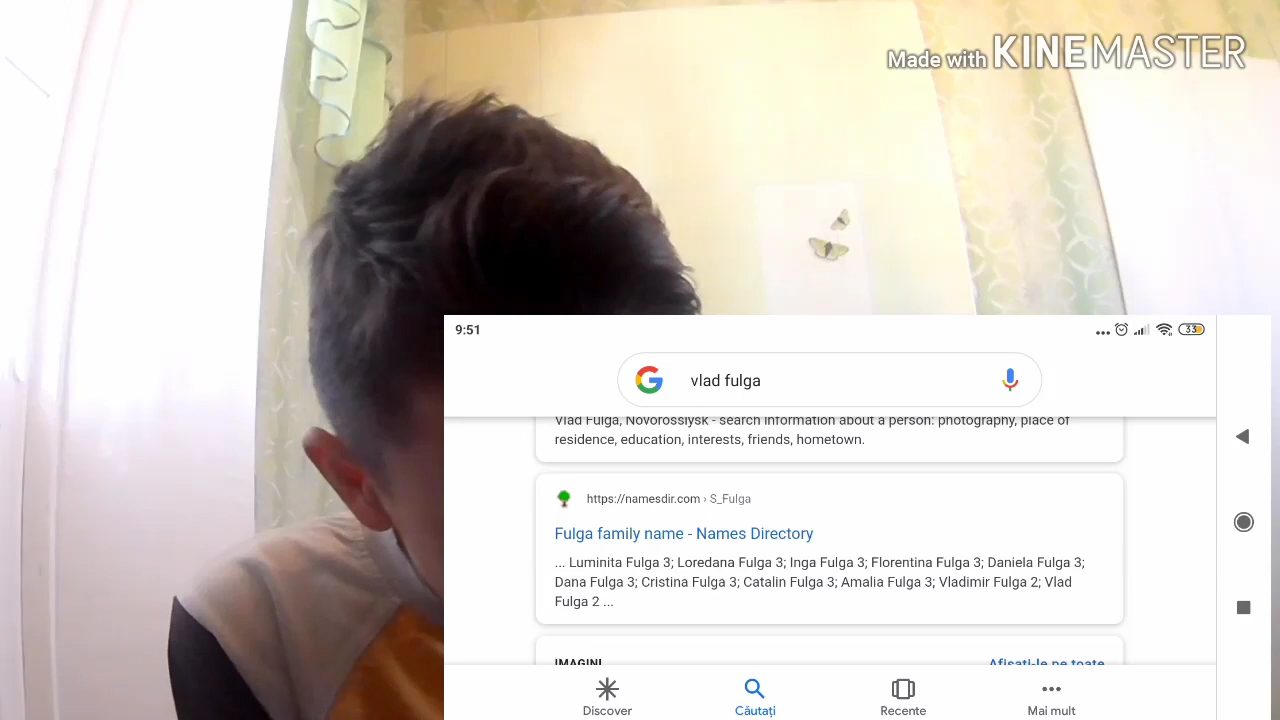 Made with KINEMASTER
9:51
33
vlad fulga
Vlad Fulga, Novorossiysk - search information about a person: photography, place of
residence, education, interests, friends, hometown.
https://namesdir.com › S_Fulga
Fulga family name - Names Directory
... Luminita Fulga 3; Loredana Fulga 3; Inga Fulga 3; Florentina Fulga 3; Daniela Fulga 3;
Dana Fulga 3; Cristina Fulga 3; Catalin Fulga 3; Amalia Fulga 3; Vladimir Fulga 2; Vlad
Fulga 2 ...
IMAGINI
Afișați-le pe toate
Discover
Căutați
Recente
Mai mult